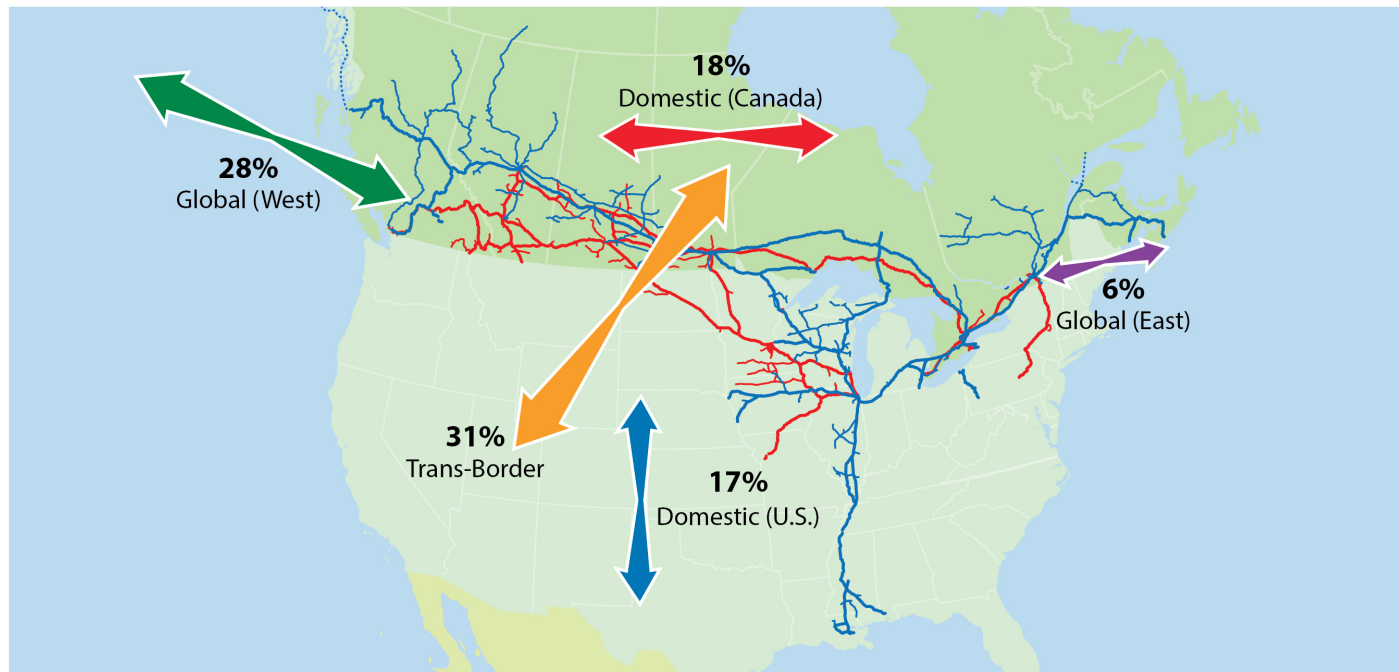 18%
Domestic (Canada)
28%
Global (West)
6%
Global (East)
31%
Trans-Border
17%
Domestic (U.S.)